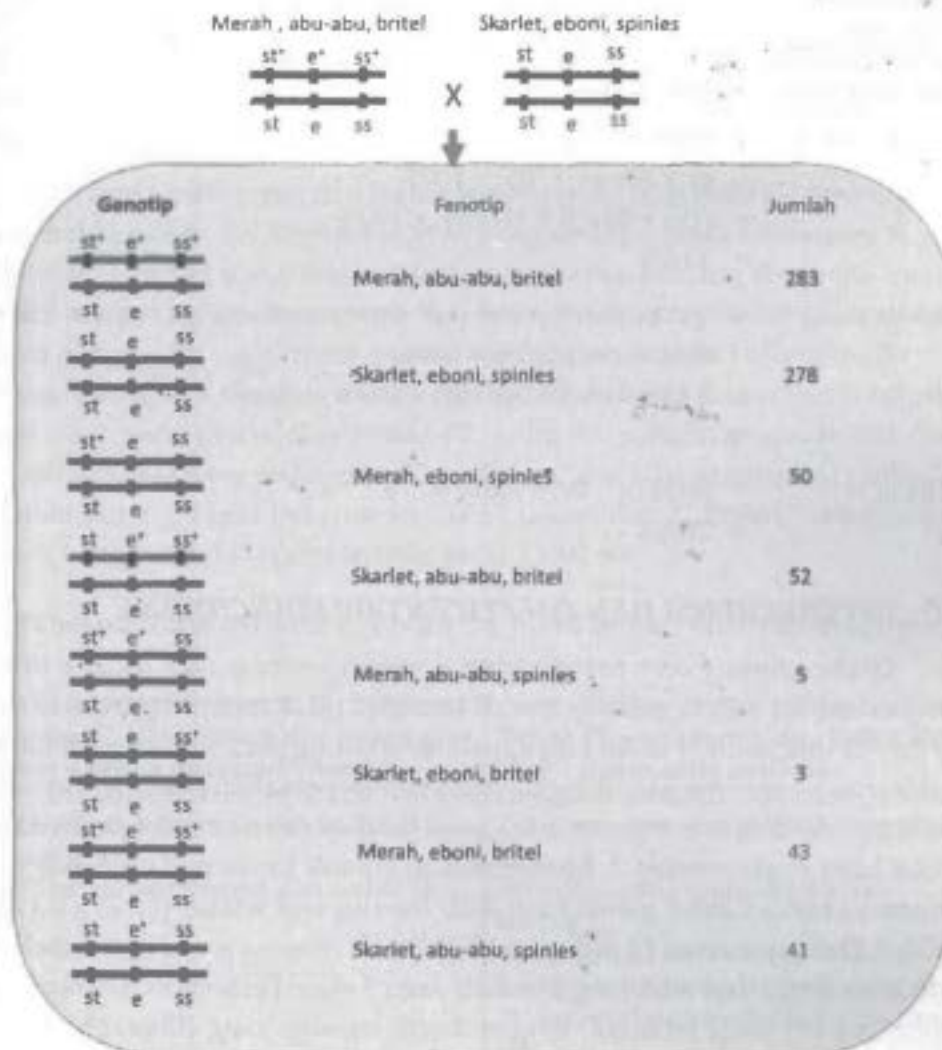 Merah , abu-abu, britel Skarlet, eboni, spinles
st⁺ e⁺ ss⁺ st e ss
X
st e ss st e ss
Genotip Fenotip Jumlah
st⁺ e⁺ ss⁺
Merah, abu-abu, britel 283
st e ss
st e ss
Skarlet, eboni, spinles 278
st e ss
st⁺ e ss
Merah, eboni, spinles 50
st e ss
st e⁺ ss⁺
Skarlet, abu-abu, britel 52
st e ss
st⁺ e⁺ ss
Merah, abu-abu, spinles 5
st e ss
st e ss⁺
Skarlet, eboni, britel 3
st e ss
st⁺ e ss⁺
Merah, eboni, britel 43
st e ss
st e⁺ ss
Skarlet, abu-abu, spinles 41
st e ss